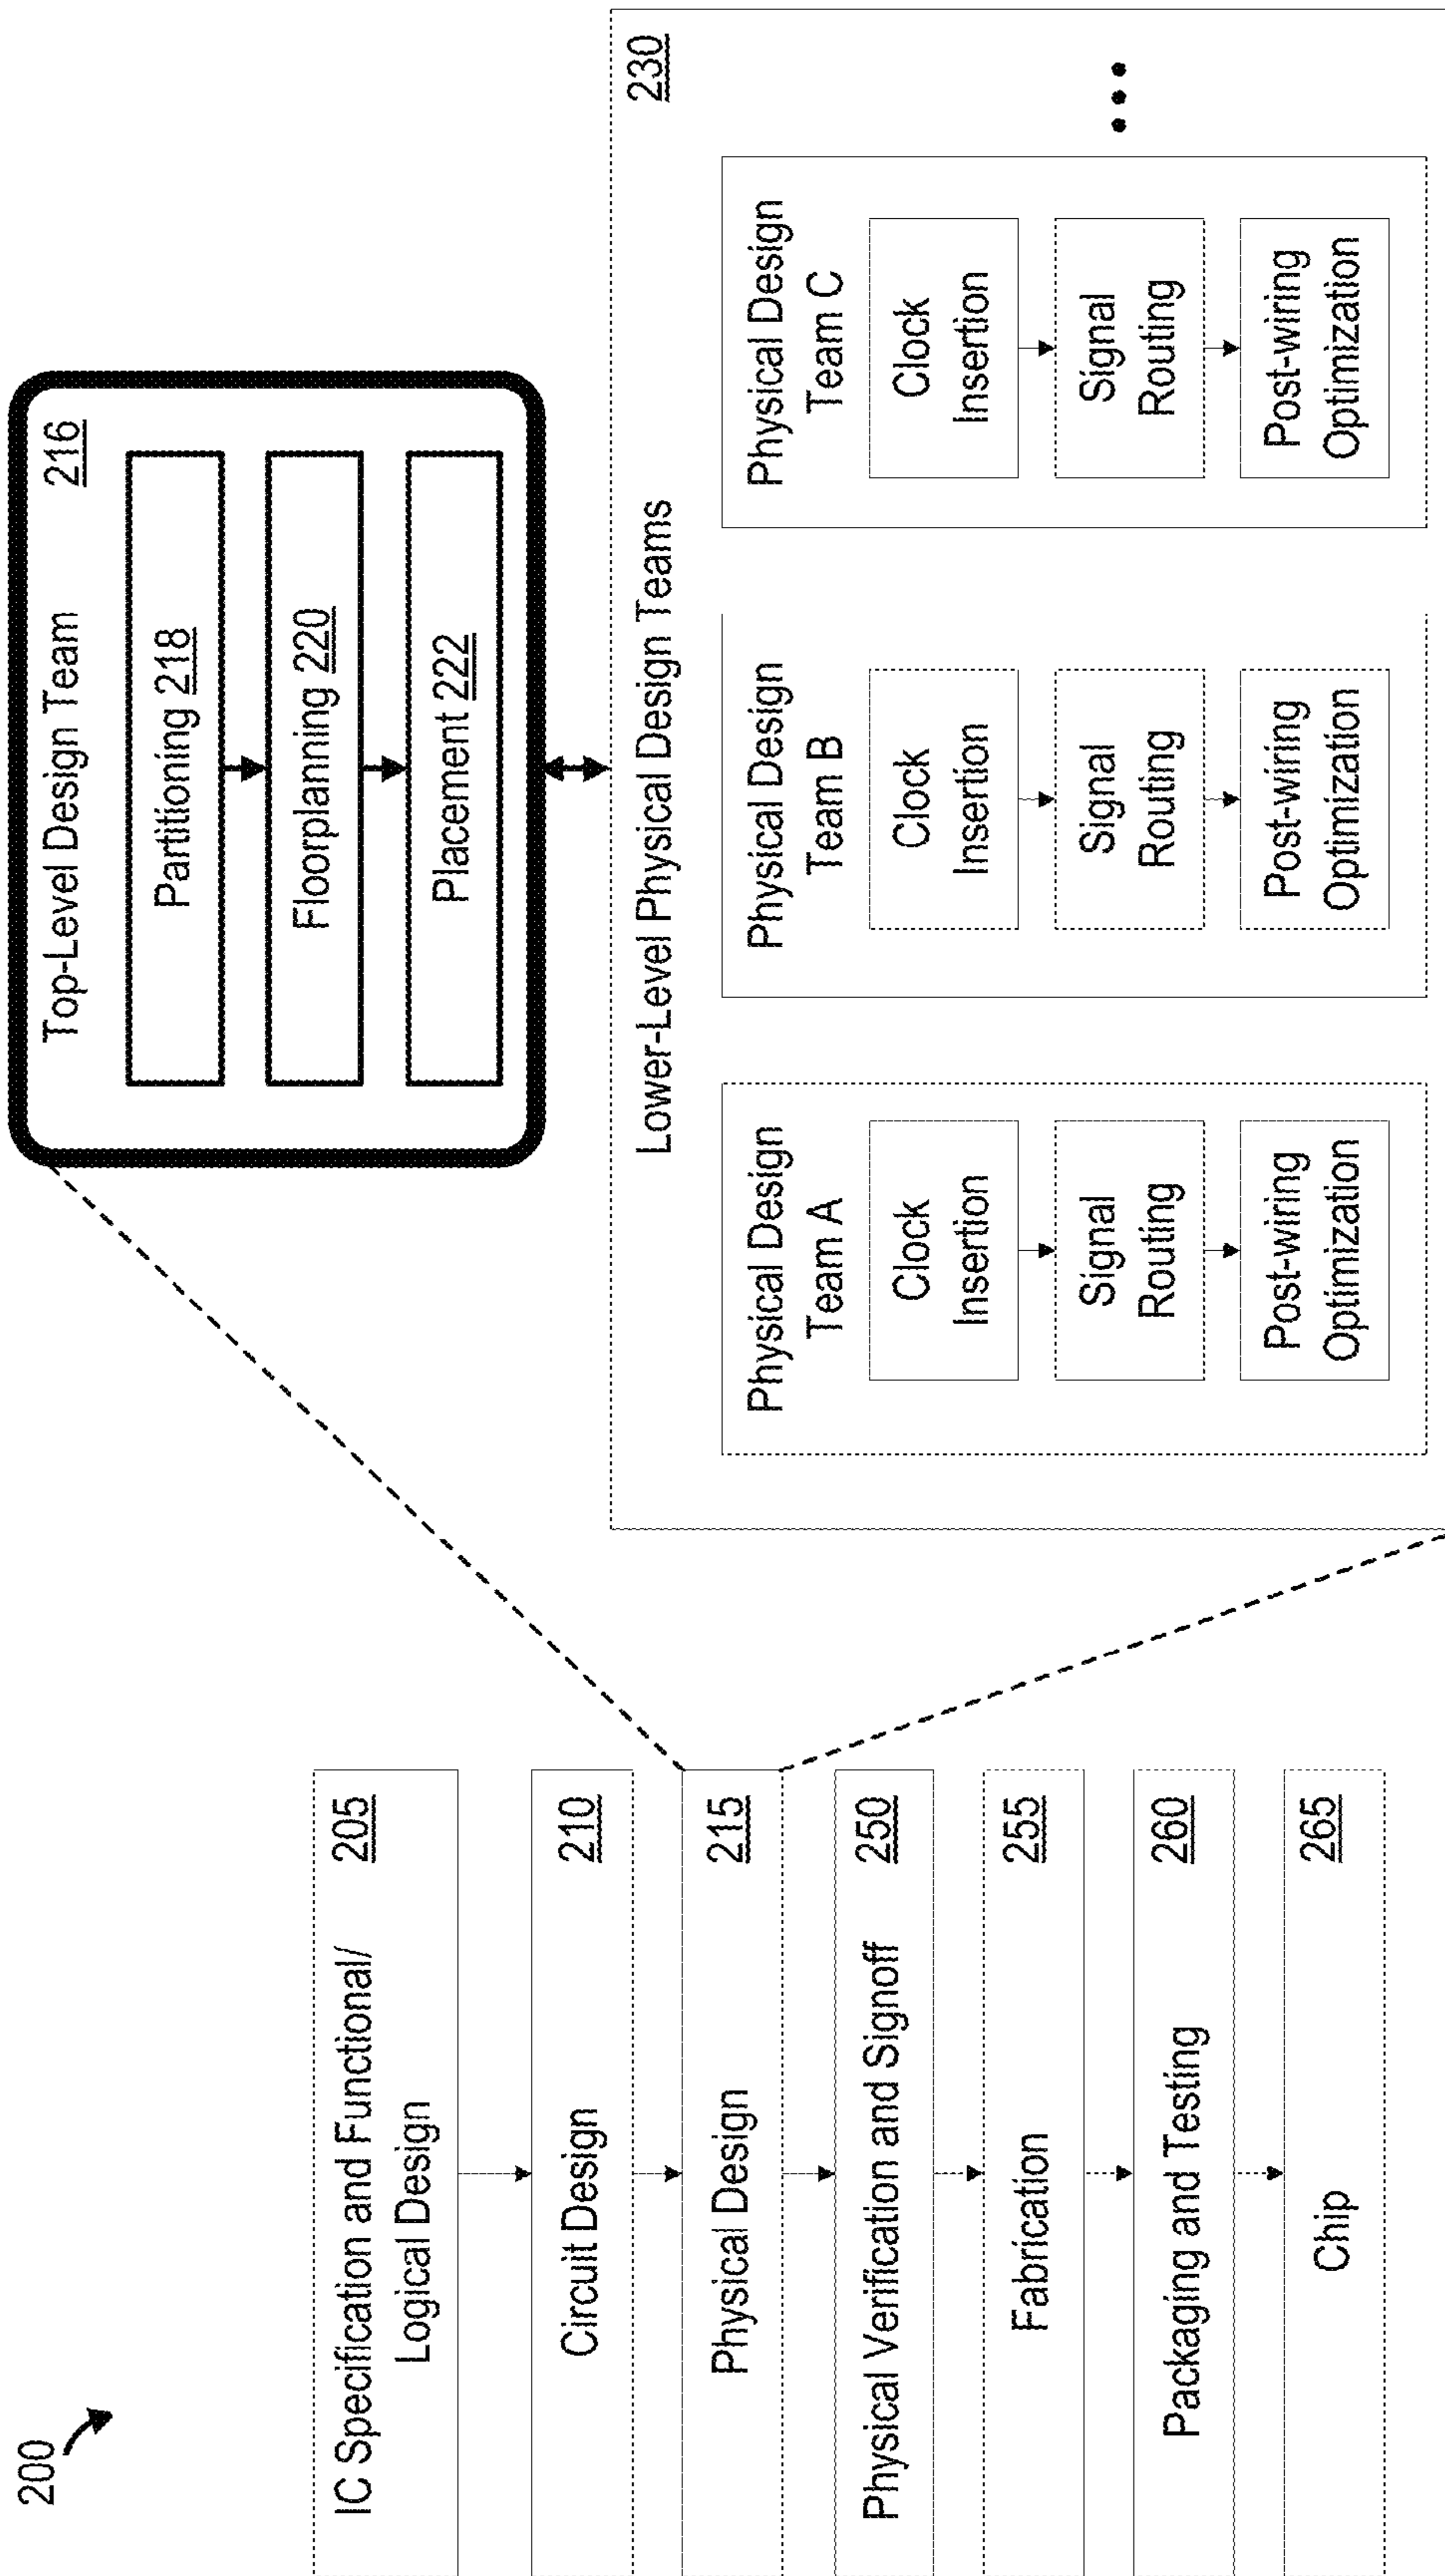 200
IC Specification and Functional/
Logical Design
205
Circuit Design
210
Physical Design
215
Physical Verification and Signoff
250
Fabrication
255
Packaging and Testing
260
Chip
265
Top-Level Design Team
216
Partitioning 218
Floorplanning 220
Placement 222
Lower-Level Physical Design Teams
230
Physical Design
Team A
Clock
Insertion
Signal
Routing
Post-wiring
Optimization
Physical Design
Team B
Clock
Insertion
Signal
Routing
Post-wiring
Optimization
Physical Design
Team C
Clock
Insertion
Signal
Routing
Post-wiring
Optimization